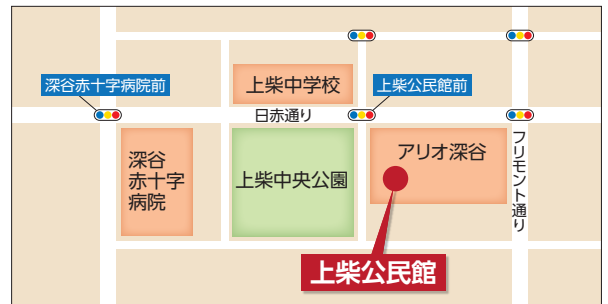 深谷赤十字病院前
上柴中学校
上柴公民館前
日赤通り
深谷
赤十字
病院
上柴中央公園
アリオ深谷
フリモント通り
上柴公民館